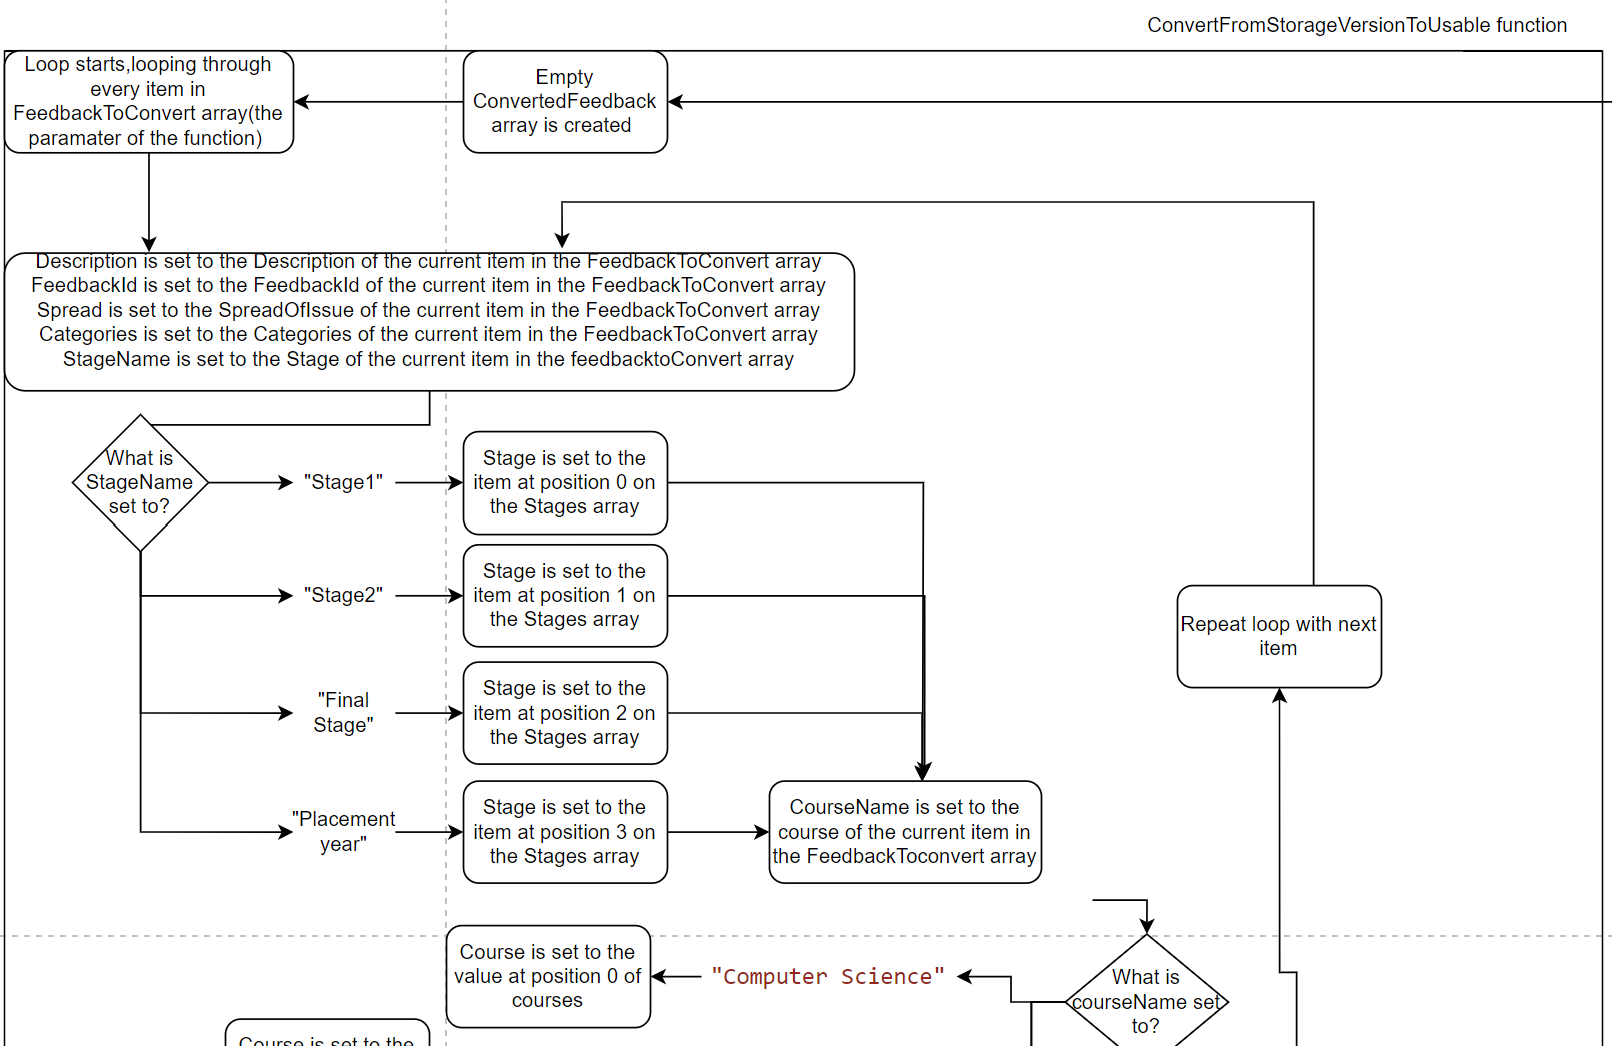 ConvertFromStorageVersionToUsable function
Loop starts,looping through
every item in
FeedbackToConvert array(the
paramater of the function)
Empty
ConvertedFeedback
array is created
Description is set to the Description of the current item in the FeedbackToConvert array
FeedbackId is set to the FeedbackId of the current item in the FeedbackToConvert array
Spread is set to the SpreadOfIssue of the current item in the FeedbackToConvert array
Categories is set to the Categories of the current item in the FeedbackToConvert array
StageName is set to the Stage of the current item in the feedbacktoConvert array
What is
StageName
set to?
"Stage1"
Stage is set to the
item at position 0 on
the Stages array
"Stage2"
Stage is set to the
item at position 1 on
the Stages array
"Final
Stage"
Stage is set to the
item at position 2 on
the Stages array
"Placement
year"
Stage is set to the
item at position 3 on
the Stages array
CourseName is set to the
course of the current item in
the FeedbackToconvert array
Repeat loop with next
item
What is
courseName set
to?
"Computer Science"
Course is set to the
value at position 0 of
courses
Course is set to the